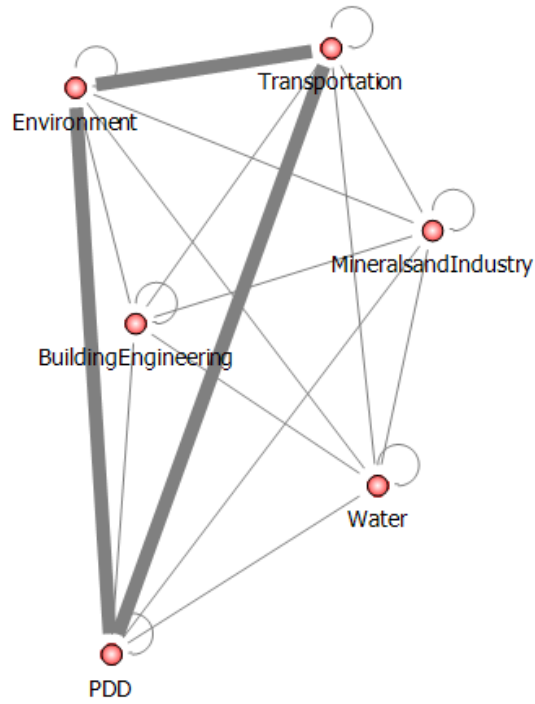 Transportation
Environment
MineralsandIndustry
BuildingEngineering
Water
PDD